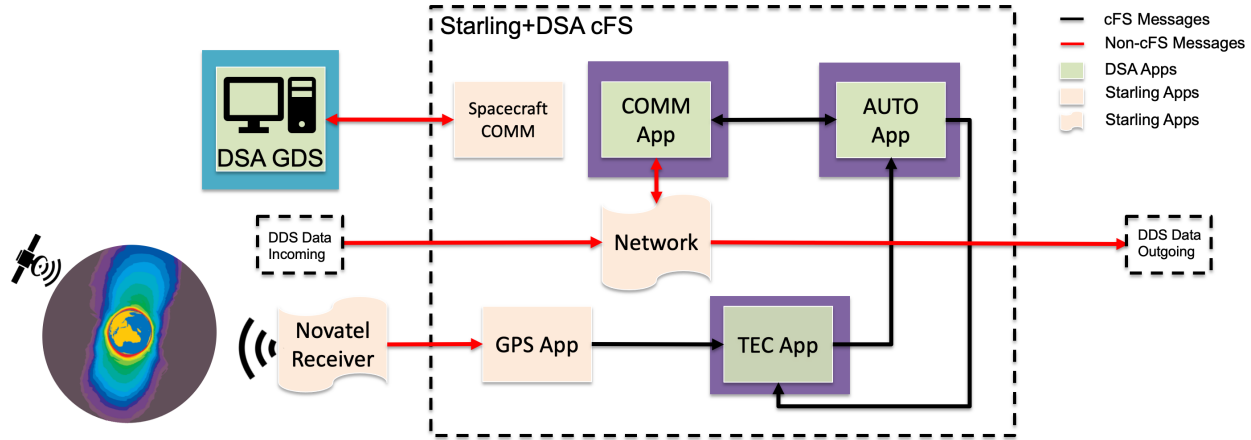 Starling+DSA cFS
cFS Messages
Non-cFS Messages
DSA Apps
Starling Apps
Starling Apps
DSA GDS
Spacecraft
COMM
COMM
App
AUTO
App
DDS Data
Incoming
Network
DDS Data
Outgoing
Novatel
Receiver
GPS App
TEC App